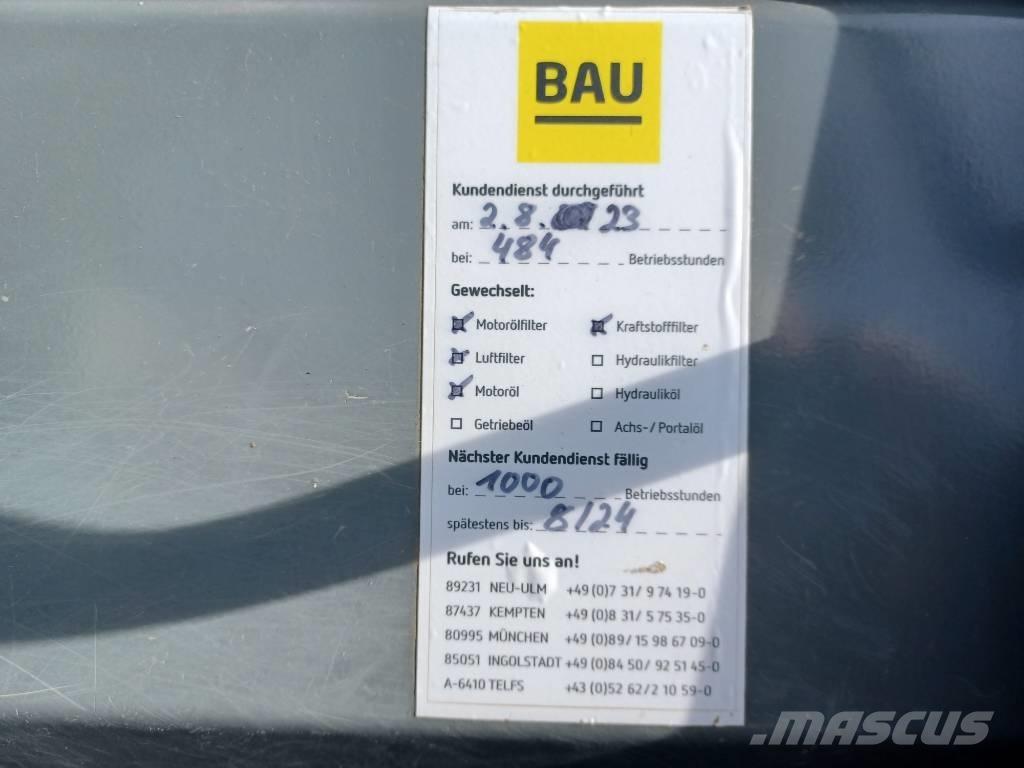 BAU
Kundendienst durchgeführt
am: 2.8. 23
bei: 484 Betriebsstunden
Gewechselt:
Motorölfilter Kraftstofffilter
Luftfilter Hydraulikfilter
Motoröl Hydrauliköl
Getriebeöl Achs-/Portalöl
Nächster Kundendienst fällig
bei: 1000 Betriebsstunden
spätestens bis: 8/24
Rufen Sie uns an!
89231 NEU-ULM +49 (0)7 31/ 9 74 19-0
87437 KEMPTEN +49 (0)8 31/ 5 75 35-0
80995 MÜNCHEN +49 (0)89/ 15 98 67 09-0
85051 INGOLSTADT +49 (0)84 50/ 92 51 45-0
A-6410 TELFS +43 (0)52 62/2 10 59-0
MASCUS